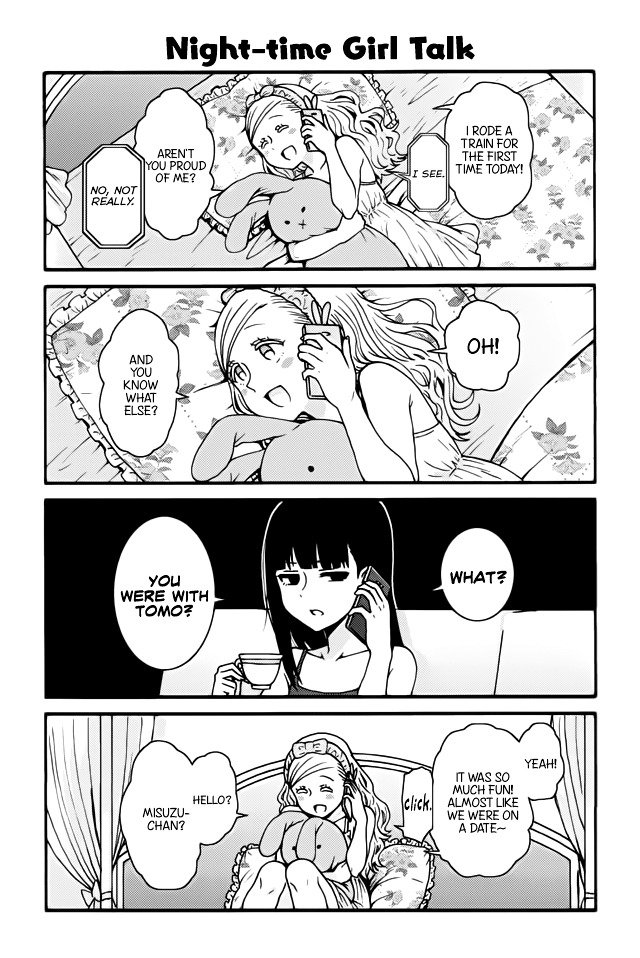 Night-time Girl Talk
I RODE A
TRAIN FOR
THE FIRST
TIME TODAY!
I SEE.
AREN'T
YOU PROUD
OF ME?
NO, NOT
REALLY.
OH!
AND
YOU
KNOW
WHAT
ELSE?
WHAT?
YOU
WERE WITH
TOMO?
YEAH!
IT WAS SO
MUCH FUN!
ALMOST LIKE
WE WERE ON
A DATE~
click.
HELLO?
MISUZU-
CHAN?